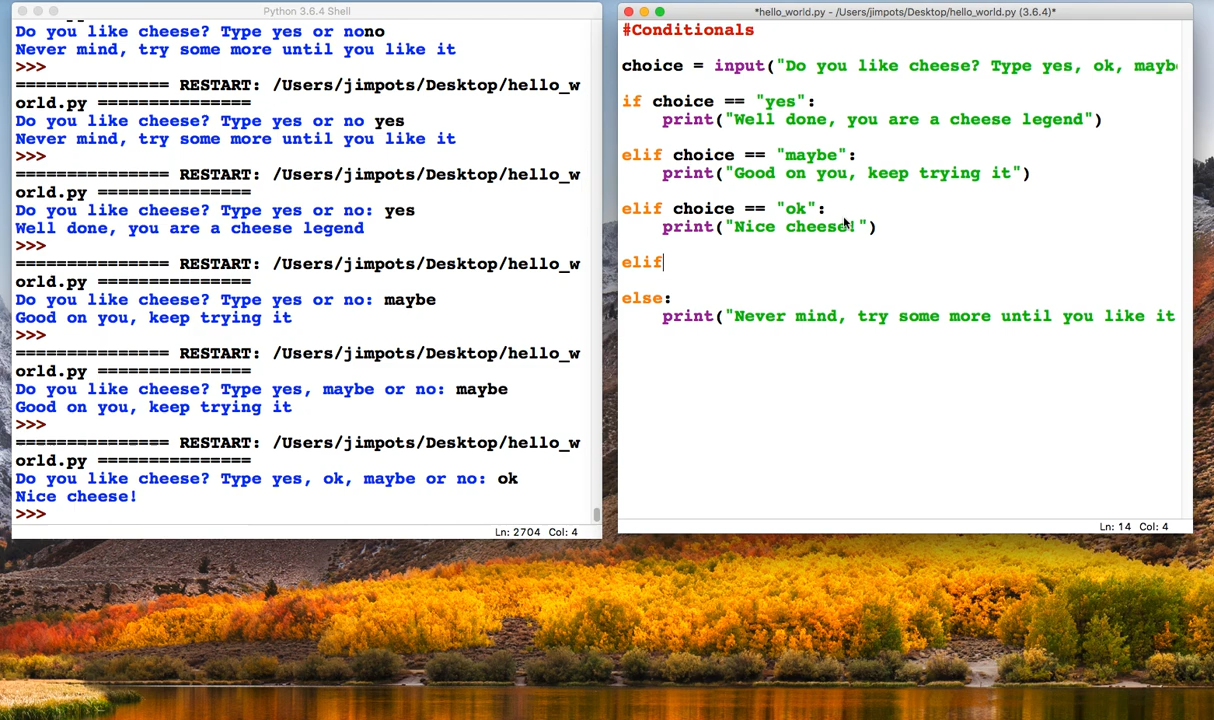 Python 3.6.4 Shell
Do you like cheese? Type yes or nono
Never mind, try some more until you like it
>>>
=============== RESTART: /Users/jimpots/Desktop/hello_w
orld.py ===============
Do you like cheese? Type yes or no yes
Never mind, try some more until you like it
>>>
=============== RESTART: /Users/jimpots/Desktop/hello_w
orld.py ===============
Do you like cheese? Type yes or no: yes
Well done, you are a cheese legend
>>>
=============== RESTART: /Users/jimpots/Desktop/hello_w
orld.py ===============
Do you like cheese? Type yes or no: maybe
Good on you, keep trying it
>>>
=============== RESTART: /Users/jimpots/Desktop/hello_w
orld.py ===============
Do you like cheese? Type yes, maybe or no: maybe
Good on you, keep trying it
>>>
=============== RESTART: /Users/jimpots/Desktop/hello_w
orld.py ===============
Do you like cheese? Type yes, ok, maybe or no: ok
Nice cheese!
>>>
Ln: 2704 Col: 4
*hello_world.py - /Users/jimpots/Desktop/hello_world.py (3.6.4)*
#Conditionals
choice = input("Do you like cheese? Type yes, ok, mayb
if choice == "yes":
    print("Well done, you are a cheese legend")
elif choice == "maybe":
    print("Good on you, keep trying it")
elif choice == "ok":
    print("Nice cheese!")
elif
else:
    print("Never mind, try some more until you like it
Ln: 14 Col: 4